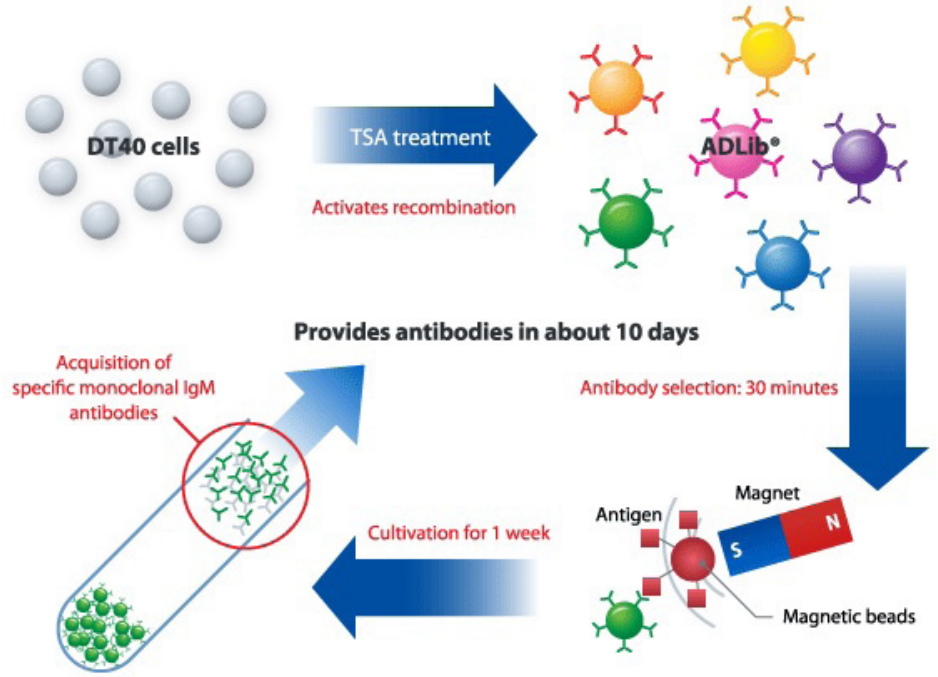 DT40 cells
TSA treatment
Activates recombination
ADLib®
Provides antibodies in about 10 days
Acquisition of
specific monoclonal IgM
antibodies
Antibody selection: 30 minutes
Magnet
Antigen
N
S
Cultivation for 1 week
Magnetic beads